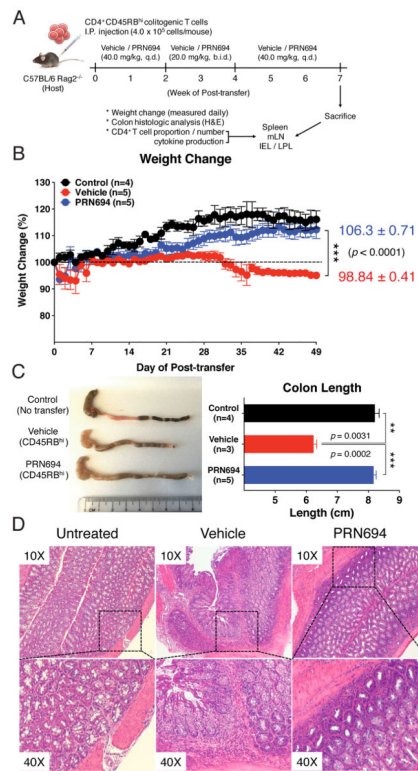 A
CD4⁺CD45RBʰⁱ colitogenic T cells
I.P. injection (4.0 x 10⁵ cells/mouse)
Vehicle / PRN694
(40.0 mg/kg, q.d.)
Vehicle / PRN694
(20.0 mg/kg, b.i.d.)
Vehicle / PRN694
(40.0 mg/kg, q.d.)
C57BL/6 Rag2⁻/⁻
(Host)
0 1 2 3 4 5 6 7
(Week of Post-transfer)
Sacrifice
* Weight change (measured daily)
* Colon histologic analysis (H&E)
* CD4⁺ T cell proportion / number
cytokine production
Spleen
mLN
IEL / LPL
B
Weight Change
Control (n=4)
Vehicle (n=5)
PRN694 (n=5)
Weight Change (%)
130
120
110
100
90
80
0 7 14 21 28 35 42 49
Day of Post-transfer
106.3 ± 0.71
***
(p < 0.0001)
98.84 ± 0.41
C
Control
(No transfer)
Vehicle
(CD45RBʰⁱ)
PRN694
(CD45RBʰⁱ)
Colon Length
Control
(n=4)
Vehicle
(n=3)
PRN694
(n=5)
p = 0.0031
p = 0.0002
**
***
5 6 7 8 9
Length (cm)
D
Untreated
Vehicle
PRN694
10X
10X
10X
40X
40X
40X